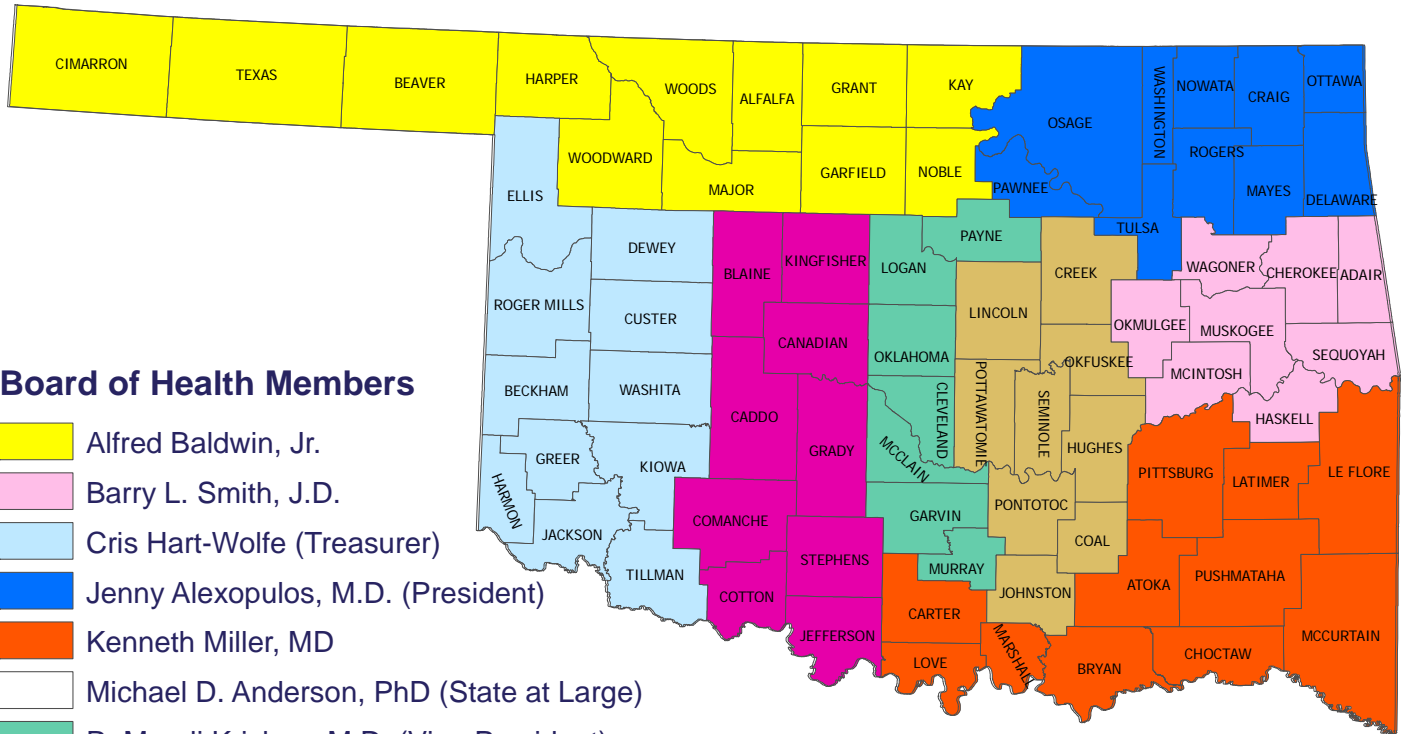 CIMARRON
TEXAS
BEAVER
HARPER
WOODS
ALFALFA
GRANT
KAY
WASHINGTON
NOWATA
CRAIG
OTTAWA
OSAGE
WOODWARD
MAJOR
GARFIELD
NOBLE
PAWNEE
ROGERS
MAYES
DELAWARE
ELLIS
DEWEY
BLAINE
KINGFISHER
LOGAN
PAYNE
CREEK
TULSA
WAGONER
CHEROKEE
ADAIR
ROGER MILLS
CUSTER
CANADIAN
OKLAHOMA
LINCOLN
OKMULGEE
MUSKOGEE
SEQUOYAH
BECKHAM
WASHITA
CADDO
GRADY
CLEVELAND
POTTAWATOMIE
SEMINOLE
OKFUSKEE
MCINTOSH
HASKELL
HARMON
GREER
KIOWA
MCCLAIN
HUGHES
PITTSBURG
LATIMER
LE FLORE
JACKSON
COMANCHE
GARVIN
PONTOTOC
COAL
TILLMAN
COTTON
STEPHENS
MURRAY
JOHNSTON
ATOKA
PUSHMATAHA
JEFFERSON
CARTER
LOVE
MARSHALL
BRYAN
CHOCTAW
MCCURTAIN
Board of Health Members
Alfred Baldwin, Jr.
Barry L. Smith, J.D.
Cris Hart-Wolfe (Treasurer)
Jenny Alexopulos, M.D. (President)
Kenneth Miller, MD
Michael D. Anderson, PhD (State at Large)